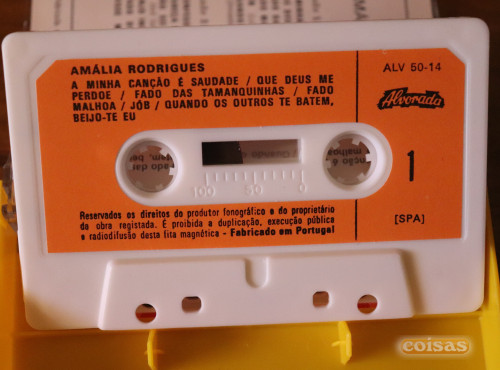 AMÁLIA RODRIGUES
A MINHA CANÇÃO É SAUDADE / QUE DEUS ME
PERDOE / FADO DAS TAMANQUINHAS / FADO
MALHOA / JÓB / QUANDO OS OUTROS TE BATEM,
BEIJO-TE EU
ALV 50-14
Alvorada
1
[SPA]
100 50 0
Reservados os direitos do produtor fonográfico e do proprietário
da obra registada. É proibida a duplicação, execução pública
e radiodifusão desta fita magnética - Fabricado em Portugal
coisas